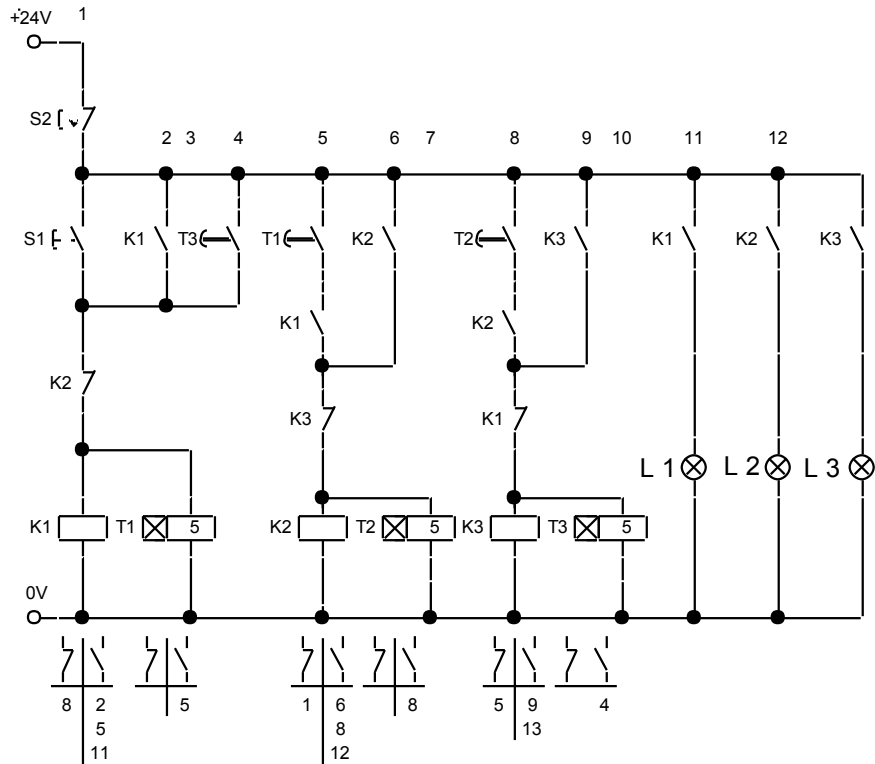 1
+24V
S2
2 3 4 5 6 7 8 9 10 11 12
S1 K1 T3 T1 K2 T2 K3 K1 K2 K3
K1 K2
K2
K3 K1
L 1 L 2 L 3
K1 T1 5 K2 T2 5 K3 T3 5
0V
8 2 5 1 6 8 5 9 4
5 8 13
11 12